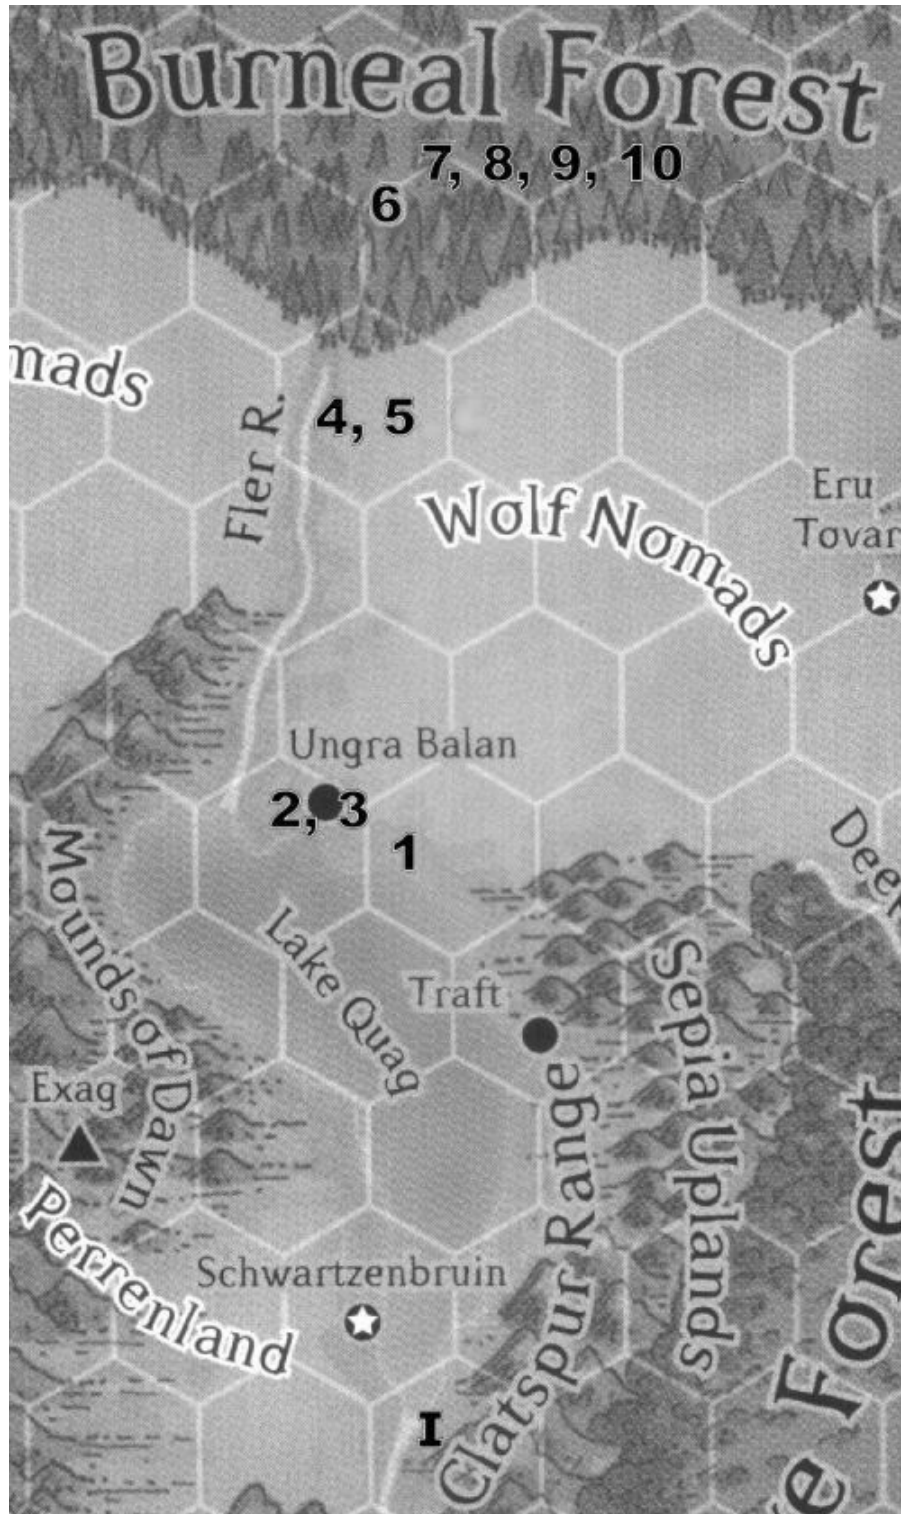 Burneal Forest
7, 8, 9, 10
6
mads
Fler R.
4, 5
Wolf Nomads
Eru
Tovar
Ungra Balan
2, 3
1
Mounds of Dawn
Lake Quag
Deep
Traft
Sepia Uplands
Exag
Clatspur Range
Perrenland
Schwartzenbruin
Forest
I